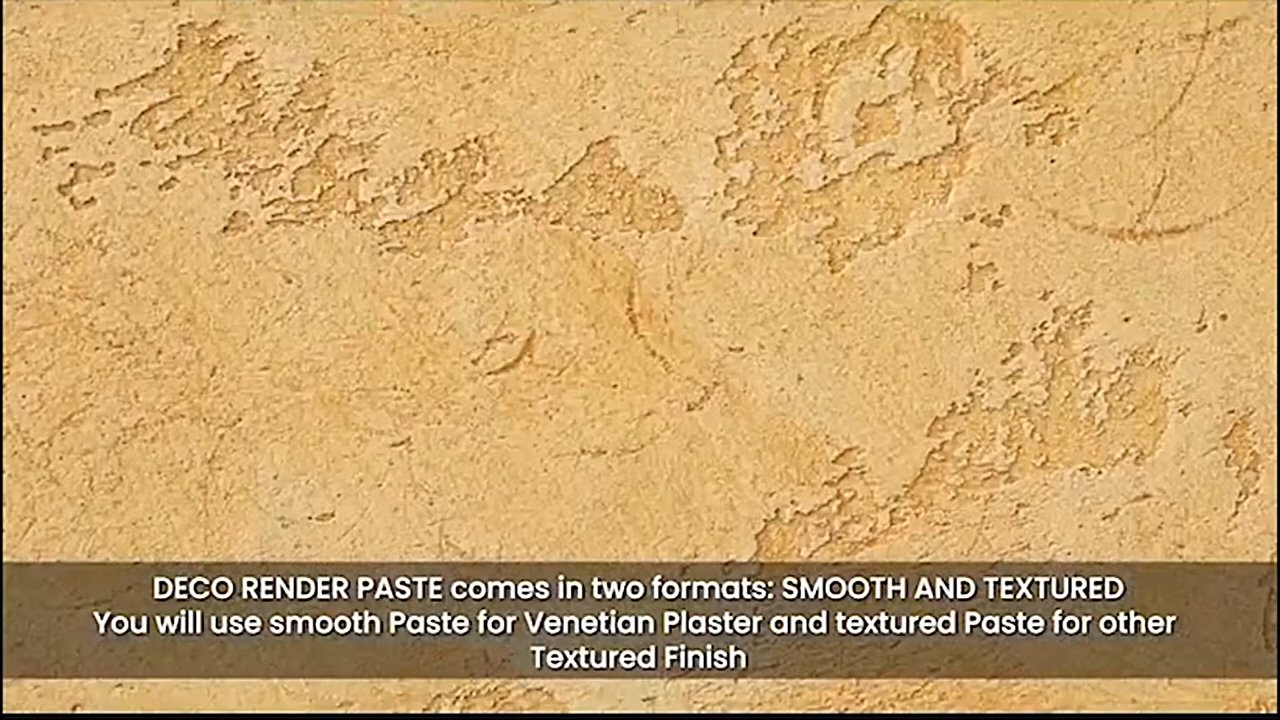 DECO RENDER PASTE comes in two formats: SMOOTH AND TEXTURED
You will use smooth Paste for Venetian Plaster and textured Paste for other
Textured Finish